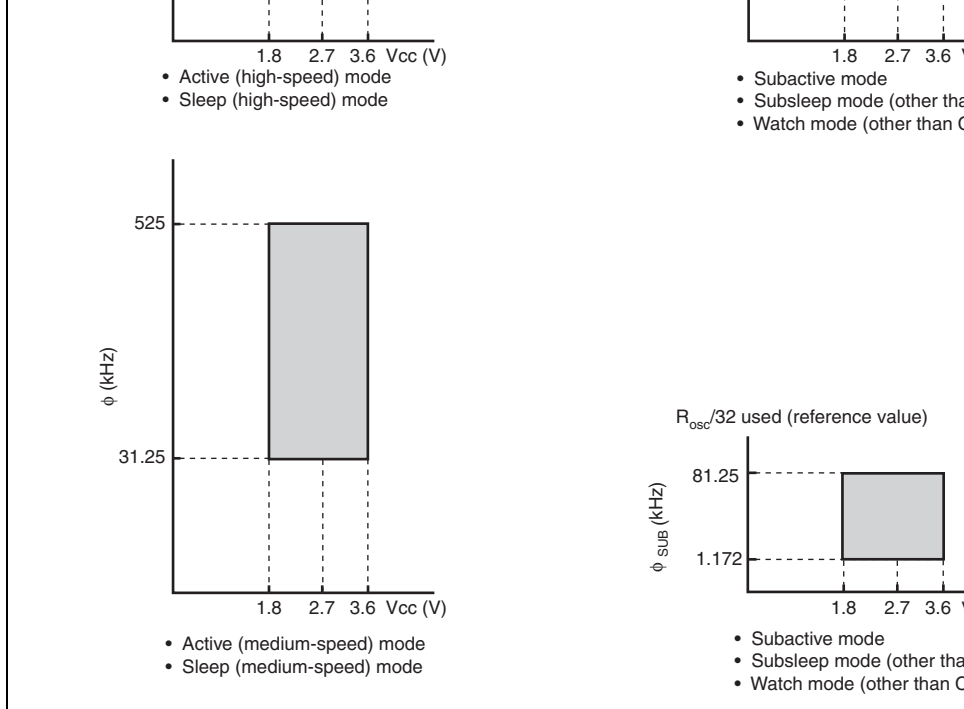 1.8 2.7 3.6 Vcc (V)
• Active (high-speed) mode
• Sleep (high-speed) mode
1.8 2.7 3.6
• Subactive mode
• Subsleep mode (other
• Watch mode (other than
525
31.25
ϕ (kHz)
1.8 2.7 3.6 Vcc (V)
• Active (medium-speed) mode
• Sleep (medium-speed) mode
Rosc/32 used (reference value)
81.25
1.172
ϕ SUB (kHz)
1.8 2.7 3.6
• Subactive mode
• Subsleep mode (other
• Watch mode (other than